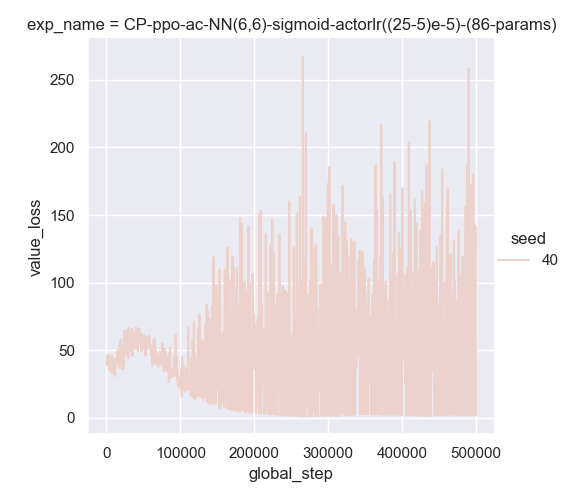 exp_name = CP-ppo-ac-NN(6,6)-sigmoid-actorlr((25-5)e-5)-(86-params)
250
200
150
100
50
0
value_loss
0 100000 200000 300000 400000 500000
global_step
seed
40